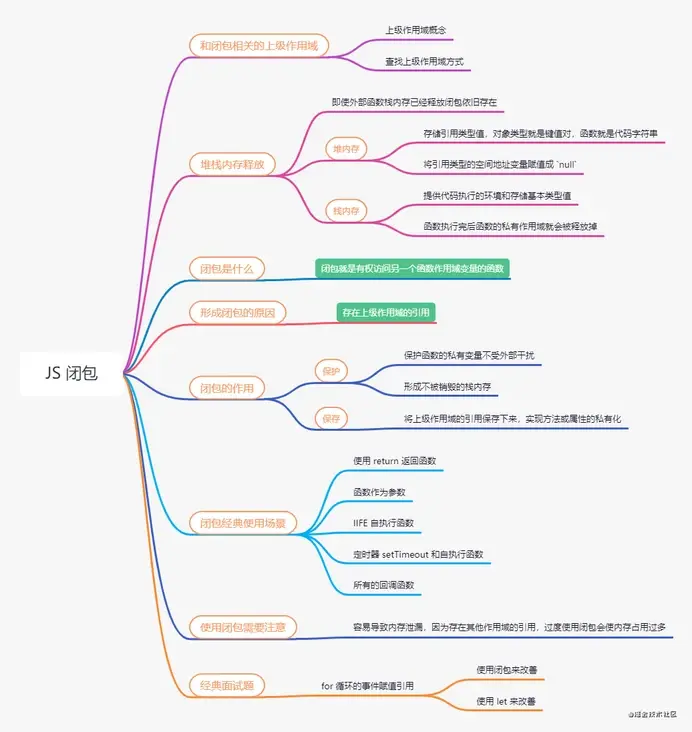 JS 闭包
和闭包相关的上级作用域
上级作用域概念
查找上级作用域方式
堆栈内存释放
即使外部函数栈内存已经释放闭包依旧存在
堆内存
存储引用类型值，对象类型就是键值对，函数就是代码字符串
将引用类型的空间地址变量赋值成 `null`
栈内存
提供代码执行的环境和存储基本类型值
函数执行完后函数的私有作用域就会被释放掉
闭包是什么
闭包就是有权访问另一个函数作用域变量的函数
形成闭包的原因
存在上级作用域的引用
闭包的作用
保护
保护函数的私有变量不受外部干扰
形成不被销毁的栈内存
保存
将上级作用域的引用保存下来，实现方法或属性的私有化
闭包经典使用场景
使用 return 返回函数
函数作为参数
IIFE 自执行函数
定时器 setTimeout 和自执行函数
所有的回调函数
使用闭包需要注意
容易导致内存泄漏，因为存在其他作用域的引用，过度使用闭包会使内存占用过多
经典面试题
for 循环的事件赋值引用
使用闭包来改善
使用 let 来改善
@掘金技术社区